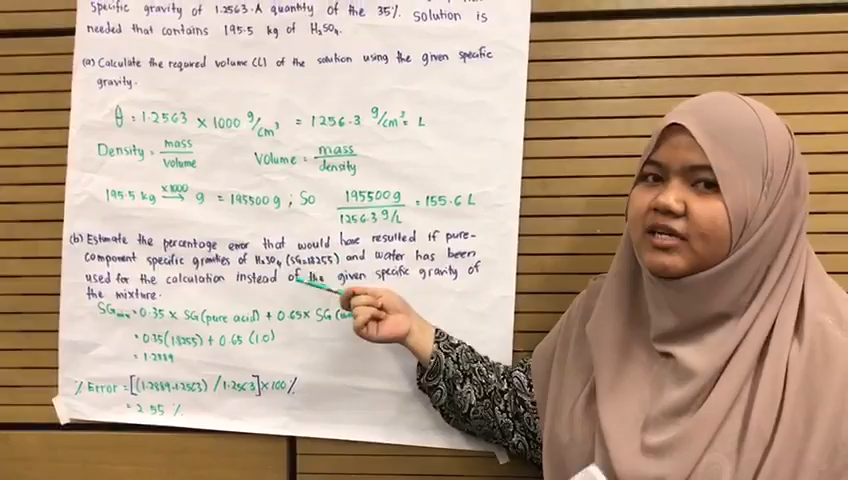 specific gravity of 1.2563. A quantity of the 35% solution is
needed that contains 195.5 kg of H₂SO₄.
(a) Calculate the required volume (L) of the solution using the given specific
gravity.
= 1.2563 × 1000 g/cm³ = 1256.3 g/cm³ = L
Density = mass/volume Volume = mass/density
195.5 kg ×1000→ g = 195500 g ; So 195500 g / 1256.3 g/L = 155.6 L
(b) Estimate the percentage error that would have resulted if pure-
component specific gravities of H₂SO₄ (SG=1.8255) and water has been
used for the calculation instead of the given specific gravity of
the mixture.
= 0.35 × SG (pure acid) + 0.65 × SG
= 0.35 (1.8255) + 0.65 (1.0)
= 1.2889
% Error = [(1.2889-1.2563) / 1.2563] × 100 %
= 2.55 %